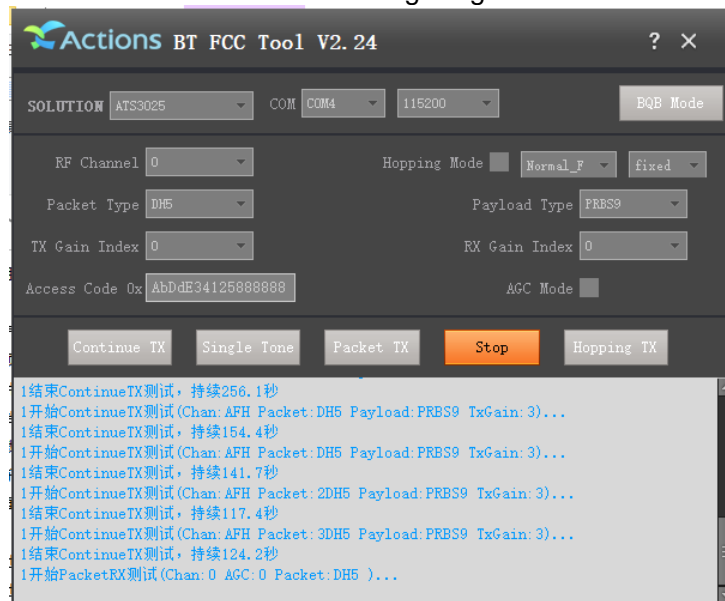 Actions BT FCC Tool V2.24 ? ×
SOLUTION ATS3025 COM COM4 115200 BQB Mode
RF Channel 0 Hopping Mode Normal_F fixed
Packet Type DH5 Payload Type PRBS9
TX Gain Index 0 RX Gain Index 0
Access Code 0x AbDdE34125888888 AGC Mode
Continue TX Single Tone Packet TX Stop Hopping TX
1结束ContinueTX测试，持续256.1秒
1开始ContinueTX测试(Chan:AFH Packet:DH5 Payload:PRBS9 TxGain:3)...
1结束ContinueTX测试，持续154.4秒
1开始ContinueTX测试(Chan:AFH Packet:DH5 Payload:PRBS9 TxGain:3)...
1结束ContinueTX测试，持续141.7秒
1开始ContinueTX测试(Chan:AFH Packet:2DH5 Payload:PRBS9 TxGain:3)...
1结束ContinueTX测试，持续117.4秒
1开始ContinueTX测试(Chan:AFH Packet:3DH5 Payload:PRBS9 TxGain:3)...
1结束ContinueTX测试，持续124.2秒
1开始PacketRX测试(Chan:0 AGC:0 Packet:DH5 )...